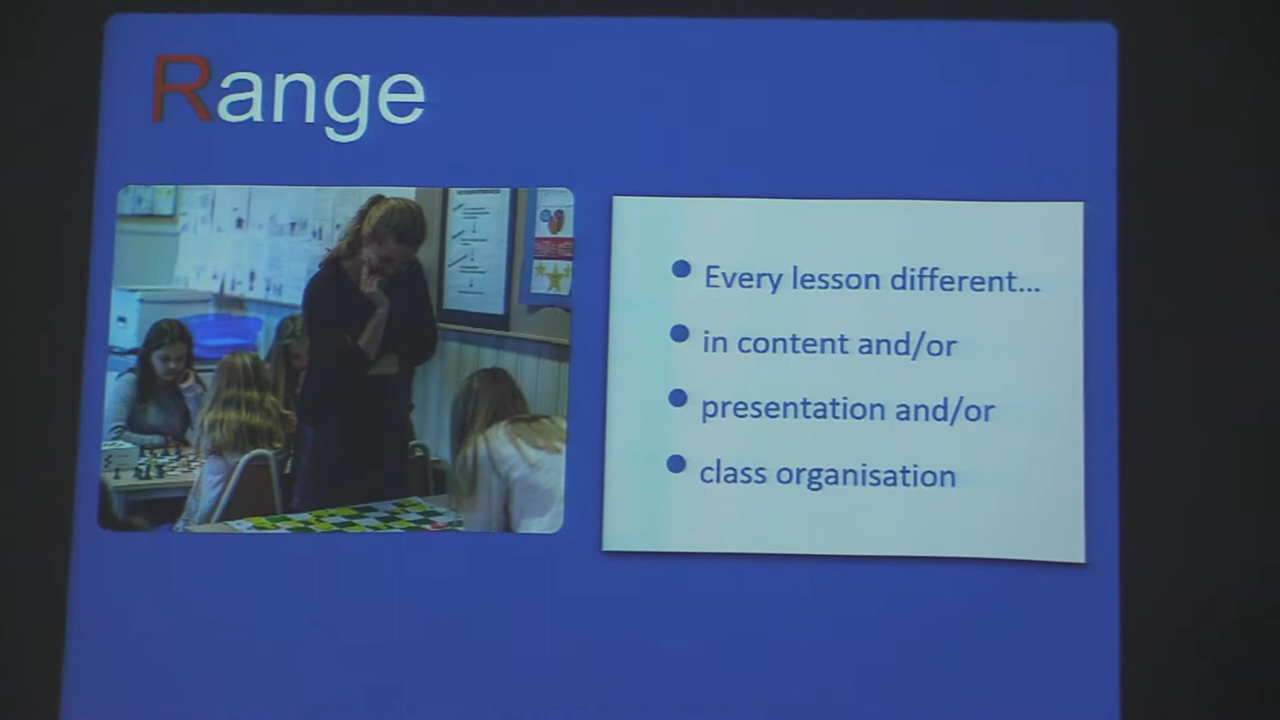 Range
Every lesson different...
in content and/or
presentation and/or
class organisation